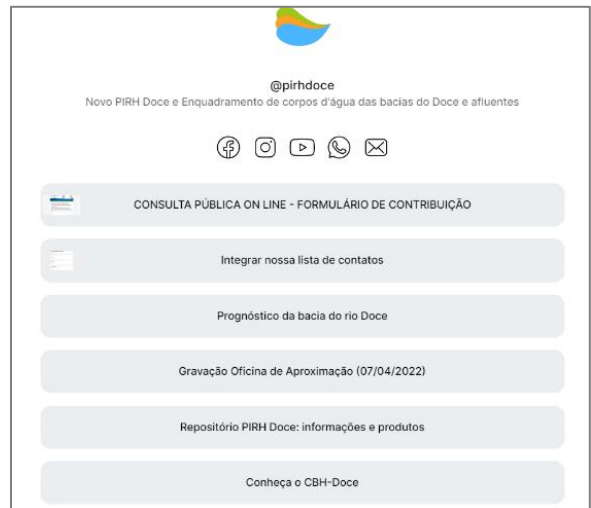 @pirhdoce
Novo PIRH Doce e Enquadramento de corpos d'água das bacias do Doce e afluentes
CONSULTA PÚBLICA ON LINE - FORMULÁRIO DE CONTRIBUIÇÃO
Integrar nossa lista de contatos
Prognóstico da bacia do rio Doce
Gravação Oficina de Aproximação (07/04/2022)
Repositório PIRH Doce: informações e produtos
Conheça o CBH-Doce